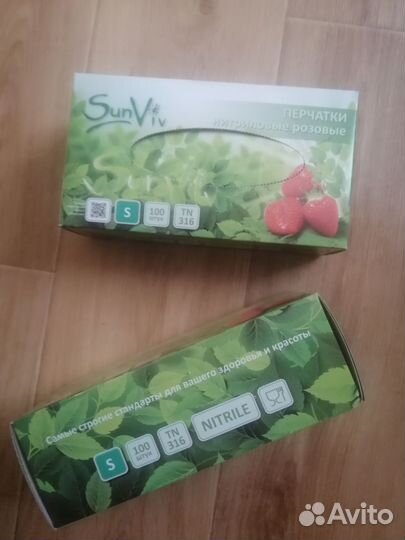 SunViv
ПЕРЧАТКИ
нитриловые розовые
S
100 штук
TN 316
Самые строгие стандарты для вашего здоровья и красоты
S
100 штук
TN 316
NITRILE
Avito